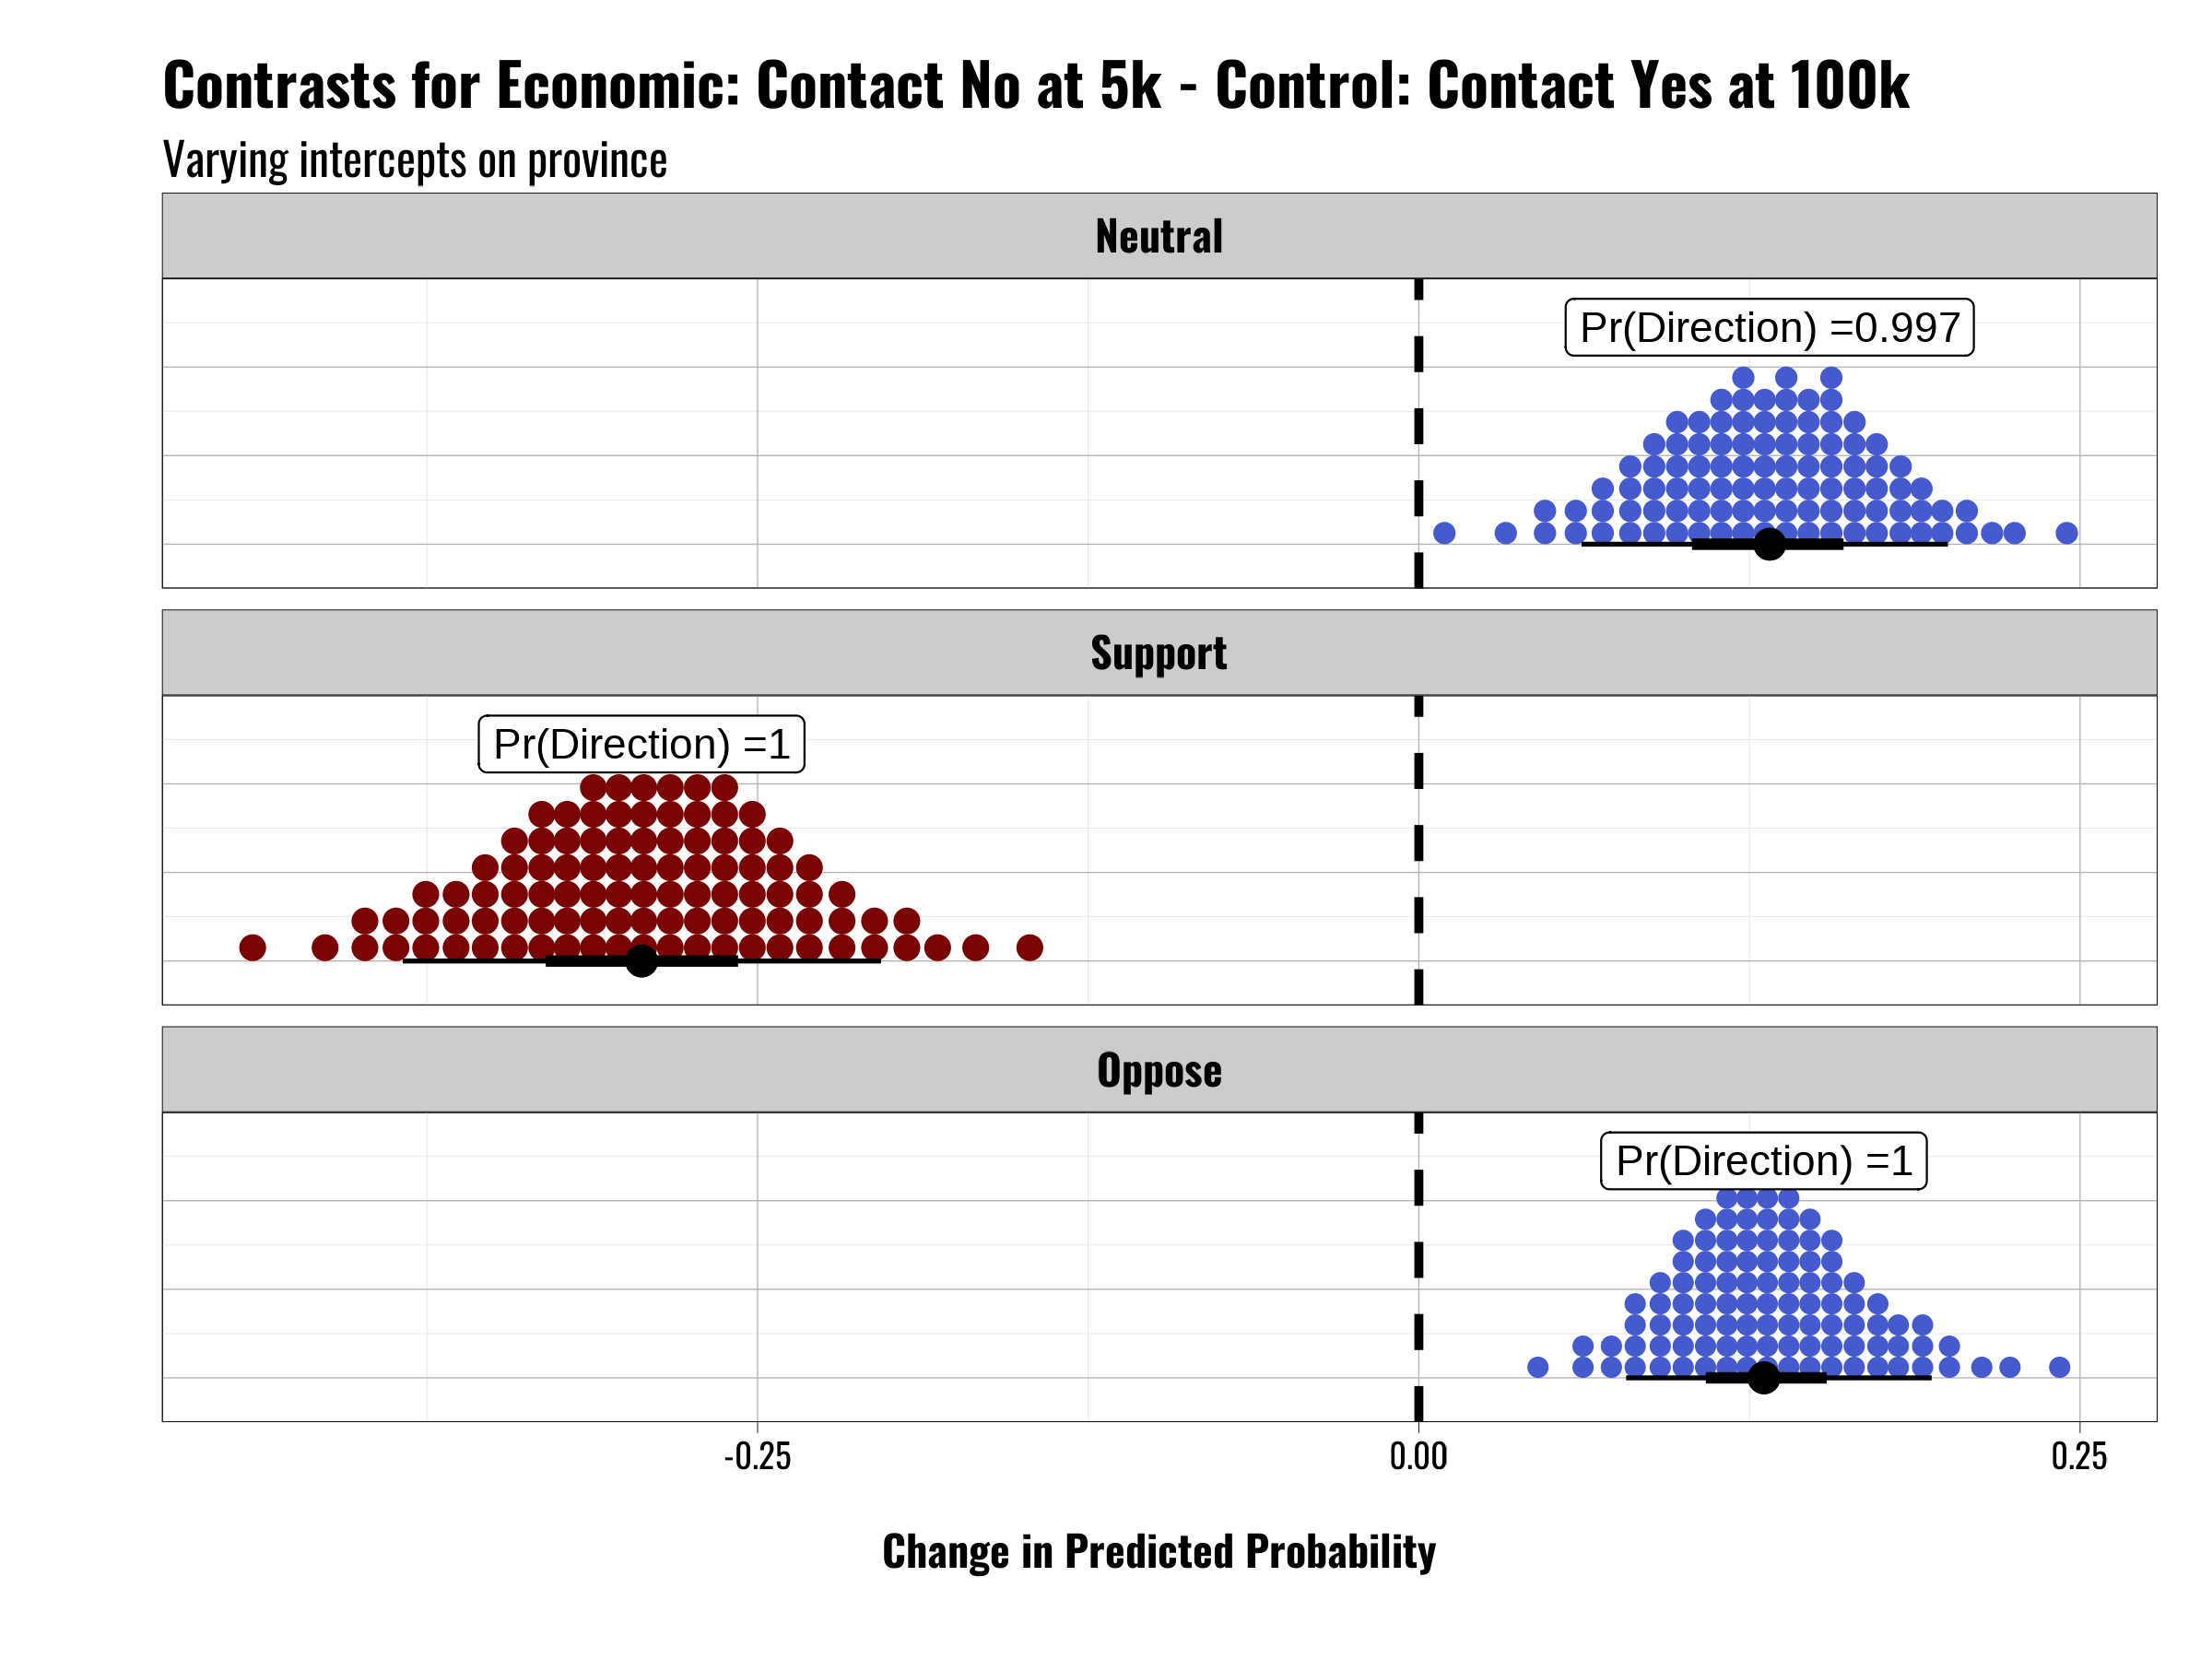 Contrasts for Economic: Contact No at 5k - Control: Contact Yes at 100k
Varying intercepts on province
Neutral
Pr(Direction) =0.997
Support
Pr(Direction) =1
Oppose
Pr(Direction) =1
-0.25 0.00 0.25
Change in Predicted Probability